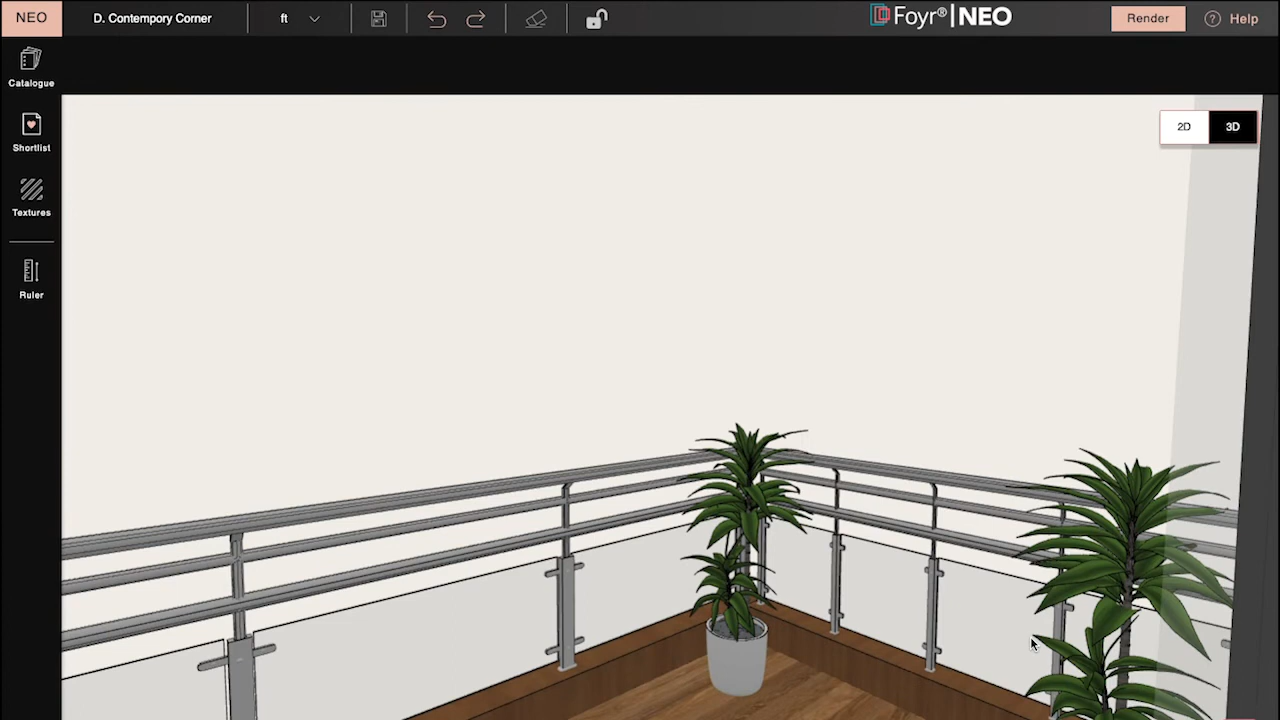 NEO
D. Contempory Corner
ft
Foyr® NEO
Render
? Help
Catalogue
Shortlist
Textures
Ruler
2D
3D